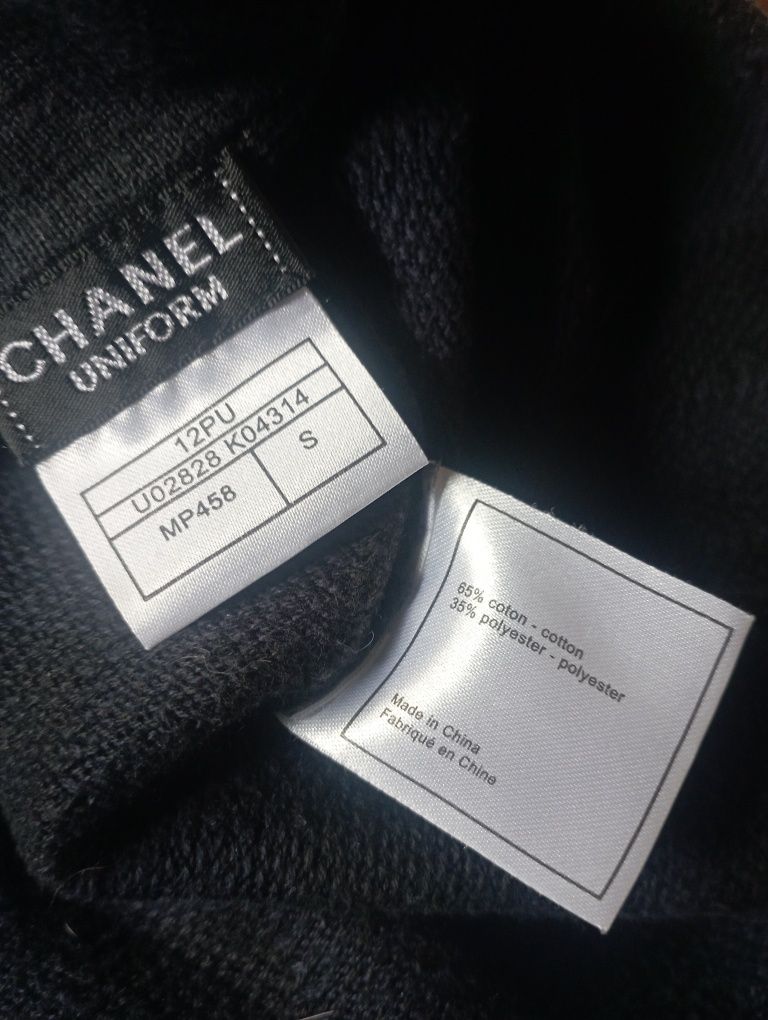 CHANEL
UNIFORM
12PU
U02828 K04314
MP458 S
65% coton - cotton
35% polyester - polyester
Made in China
Fabriqué en Chine